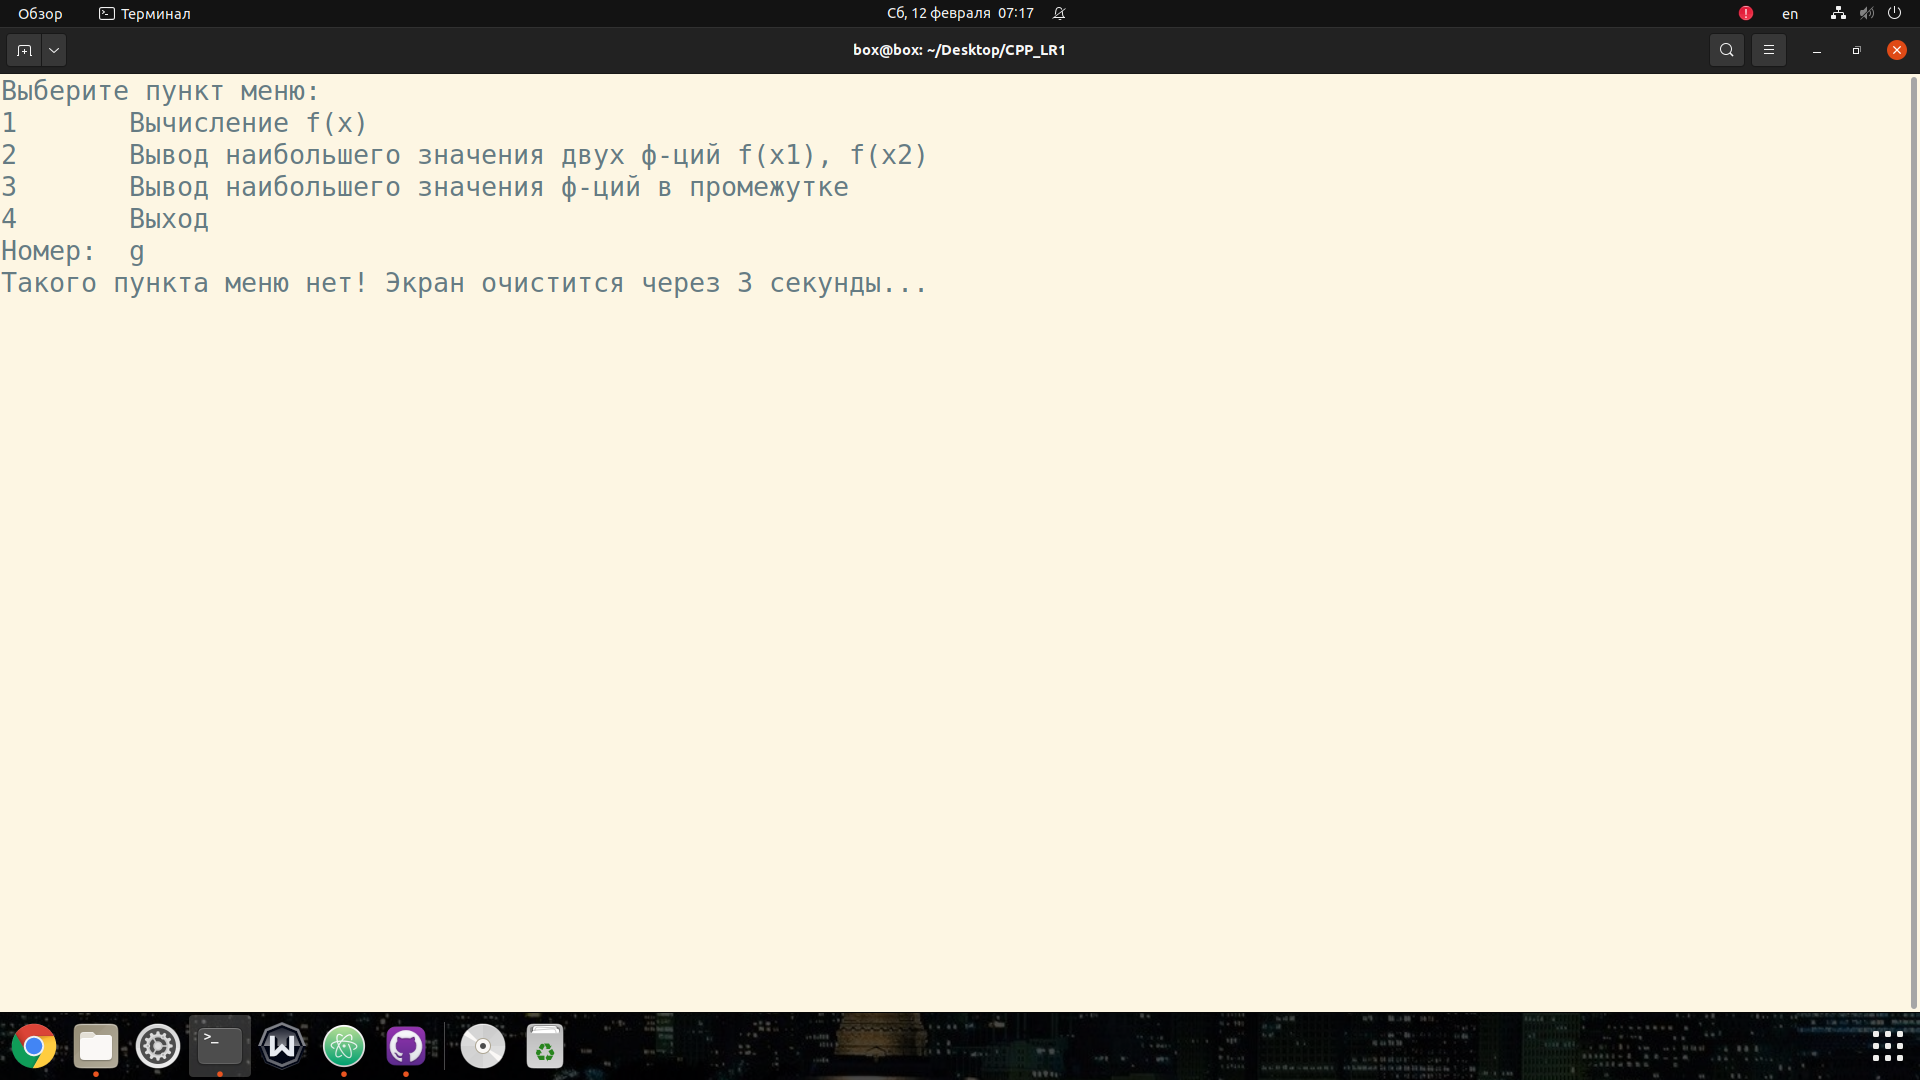 Обзор Терминал Сб, 12 февраля 07:17 en
box@box: ~/Desktop/CPP_LR1
Выберите пункт меню:
1 Вычисление f(x)
2 Вывод наибольшего значения двух ф-ций f(x1), f(x2)
3 Вывод наибольшего значения ф-ций в промежутке
4 Выход
Номер: g
Такого пункта меню нет! Экран очистится через 3 секунды...